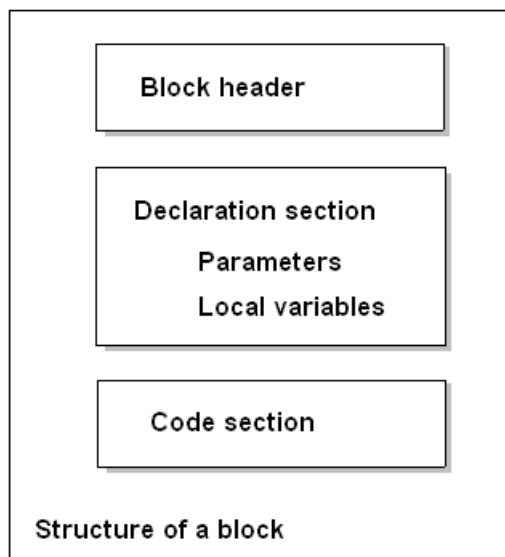 Block header
Declaration section
Parameters
Local variables
Code section
Structure of a block